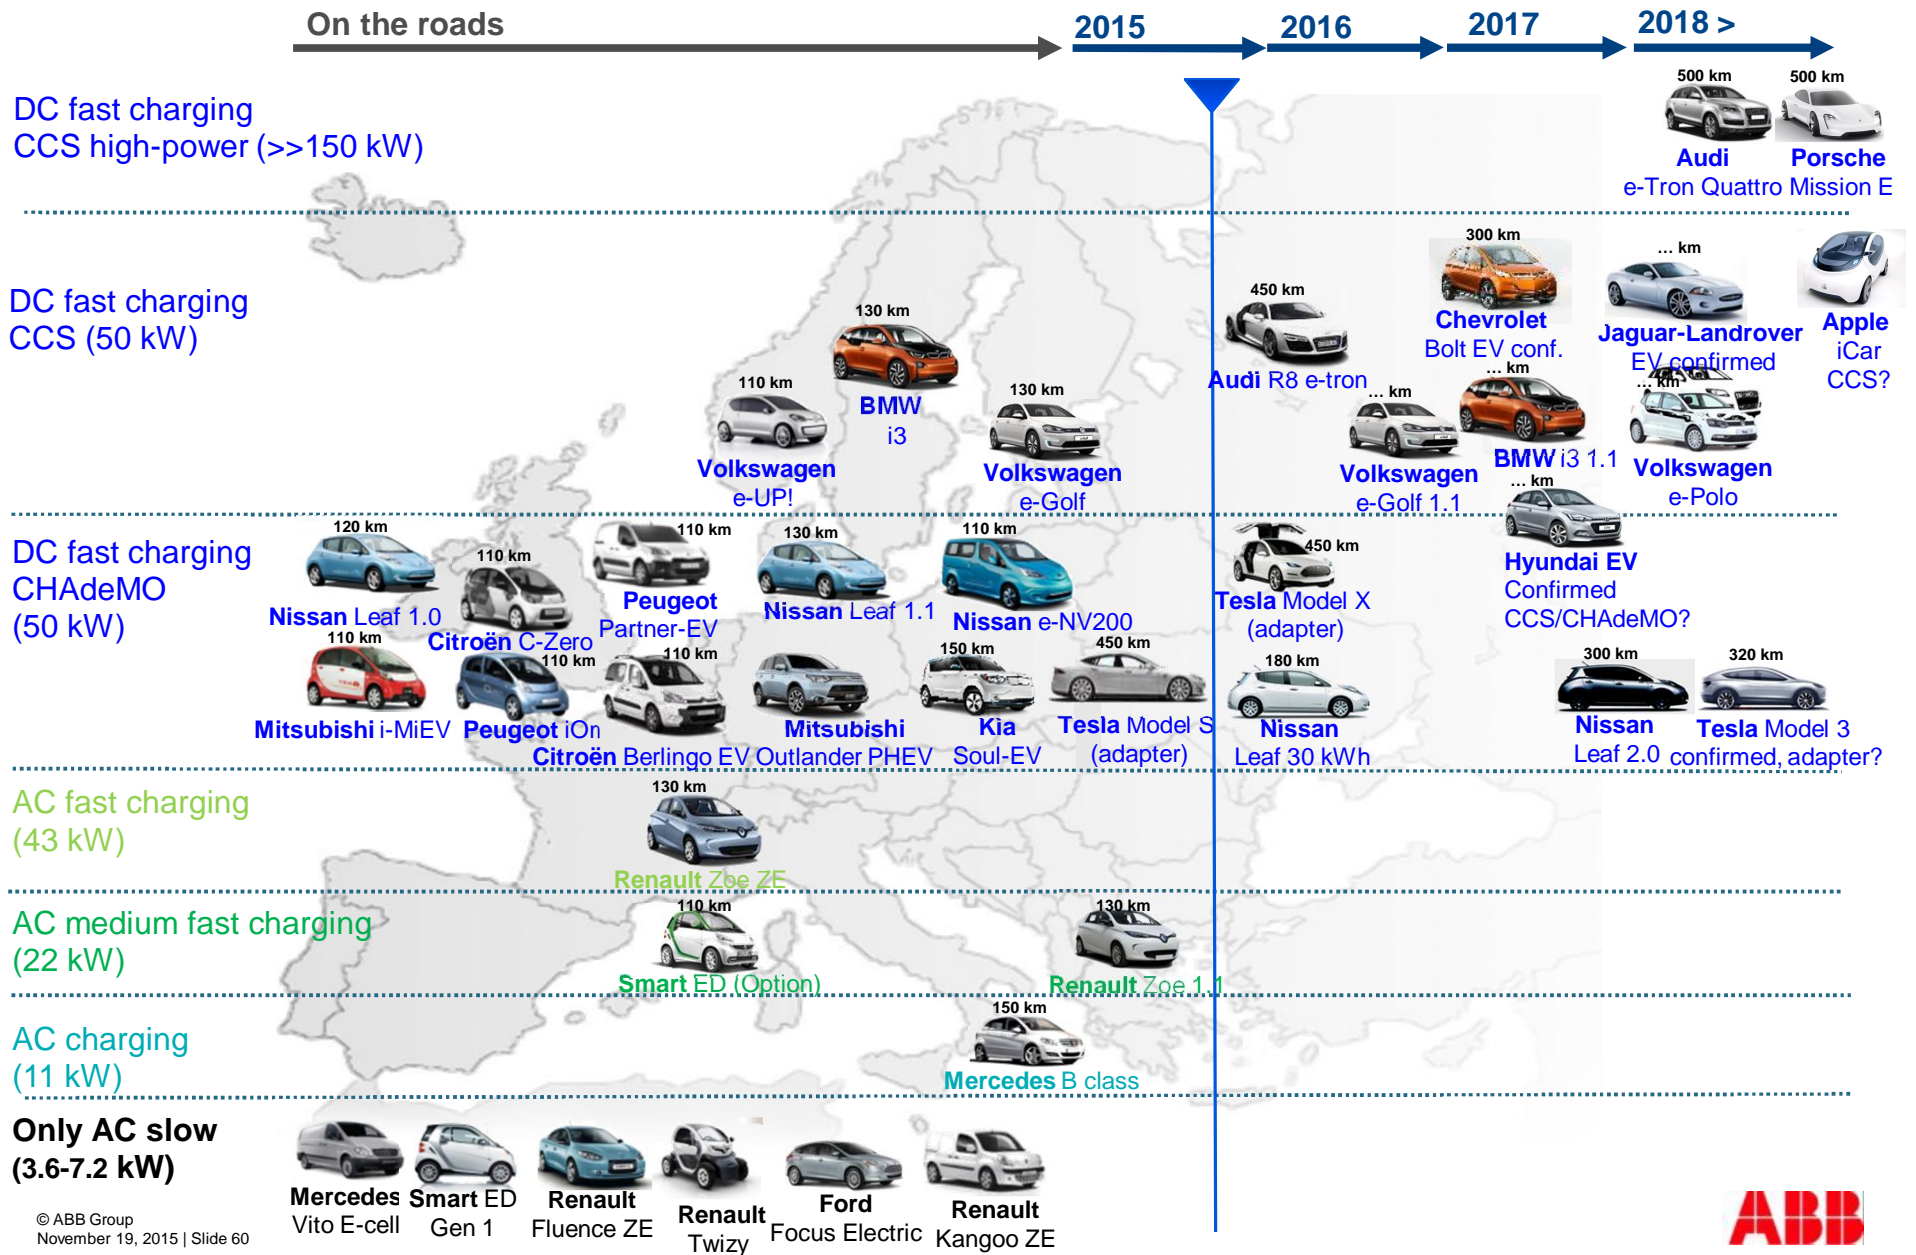 On the roads
2015
2016
2017
2018 >
DC fast charging
CCS high-power (>>150 kW)
500 km
Audi
e-Tron Quattro
500 km
Porsche
Mission E
DC fast charging
CCS (50 kW)
110 km
Volkswagen
e-UP!
130 km
BMW
i3
130 km
Volkswagen
e-Golf
450 km
Audi R8 e-tron
... km
Volkswagen
e-Golf 1.1
300 km
Chevrolet
Bolt EV conf.
... km
BMW i3 1.1
... km
Jaguar-Landrover
EV confirmed
... km
Volkswagen
e-Polo
Apple
iCar
CCS?
... km
Hyundai EV
Confirmed
CCS/CHAdeMO?
DC fast charging
CHAdeMO
(50 kW)
120 km
Nissan Leaf 1.0
110 km
Citroën C-Zero
110 km
Peugeot
Partner-EV
130 km
Nissan Leaf 1.1
110 km
Nissan e-NV200
450 km
Tesla Model X
(adapter)
110 km
Mitsubishi i-MiEV
110 km
Peugeot iOn
110 km
Citroën Berlingo EV
Mitsubishi
Outlander PHEV
150 km
Kia
Soul-EV
450 km
Tesla Model S
(adapter)
180 km
Nissan
Leaf 30 kWh
300 km
Nissan
Leaf 2.0
320 km
Tesla Model 3
confirmed, adapter?
AC fast charging
(43 kW)
130 km
Renault Zoe ZE
AC medium fast charging
(22 kW)
110 km
Smart ED (Option)
130 km
Renault Zoe 1.1
AC charging
(11 kW)
150 km
Mercedes B class
Only AC slow
(3.6-7.2 kW)
Mercedes
Vito E-cell
Smart ED
Gen 1
Renault
Fluence ZE
Renault
Twizy
Ford
Focus Electric
Renault
Kangoo ZE
© ABB Group
November 19, 2015 | Slide 60
ABB